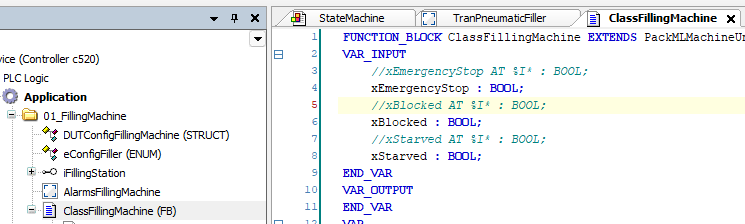 StateMachine
TranPneumaticFiller
ClassFillingMachine
vice (Controller c520)
PLC Logic
Application
01_FillingMachine
DUTConfigFillingMachine (STRUCT)
eConfigFiller (ENUM)
iFillingStation
AlarmsFillingMachine
ClassFillingMachine (FB)
1 FUNCTION_BLOCK ClassFillingMachine EXTENDS PackMLMachineUn
2 VAR_INPUT
3 //xEmergencyStop AT %I* : BOOL;
4 xEmergencyStop : BOOL;
5 //xBlocked AT %I* : BOOL;
6 xBlocked : BOOL;
7 //xStarved AT %I* : BOOL;
8 xStarved : BOOL;
9 END_VAR
10 VAR_OUTPUT
11 END_VAR
12 VAR